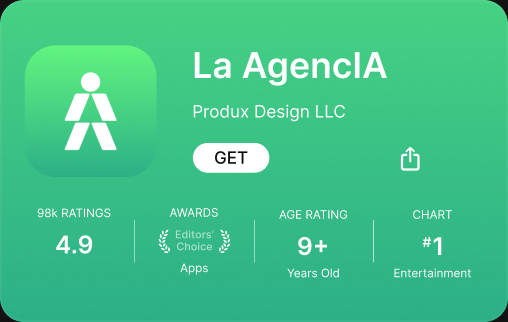 La AgencIA
Produx Design LLC
GET
98k RATINGS
4.9
AWARDS
Editors'
Choice
Apps
AGE RATING
9+
Years Old
CHART
#1
Entertainment